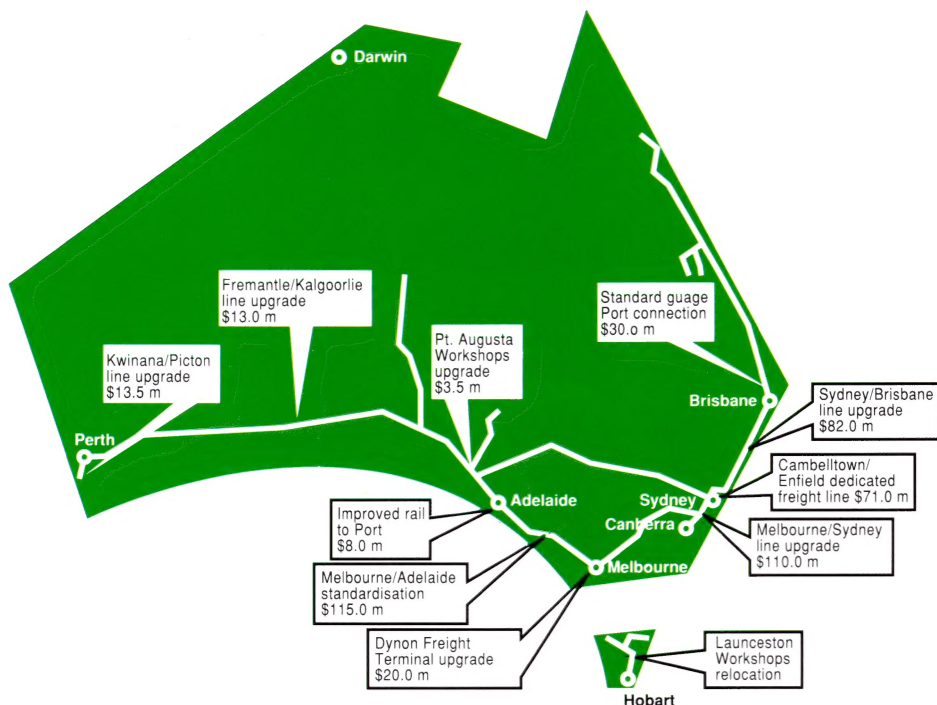 Darwin
Fremantle/Kalgoorlie
line upgrade
$13.0 m
Standard guage
Port connection
$30.o m
Pt. Augusta
Workshops
upgrade
$3.5 m
Kwinana/Picton
line upgrade
$13.5 m
Brisbane
Sydney/Brisbane
line upgrade
$82.0 m
Perth
Cambelltown/
Enfield dedicated
freight line $71.0 m
Adelaide
Sydney
Canberra
Improved rail
to Port
$8.0 m
Melbourne/Sydney
line upgrade
$110.0 m
Melbourne
Melbourne/Adelaide
standardisation
$115.0 m
Dynon Freight
Terminal upgrade
$20.0 m
Launceston
Workshops
relocation
Hobart